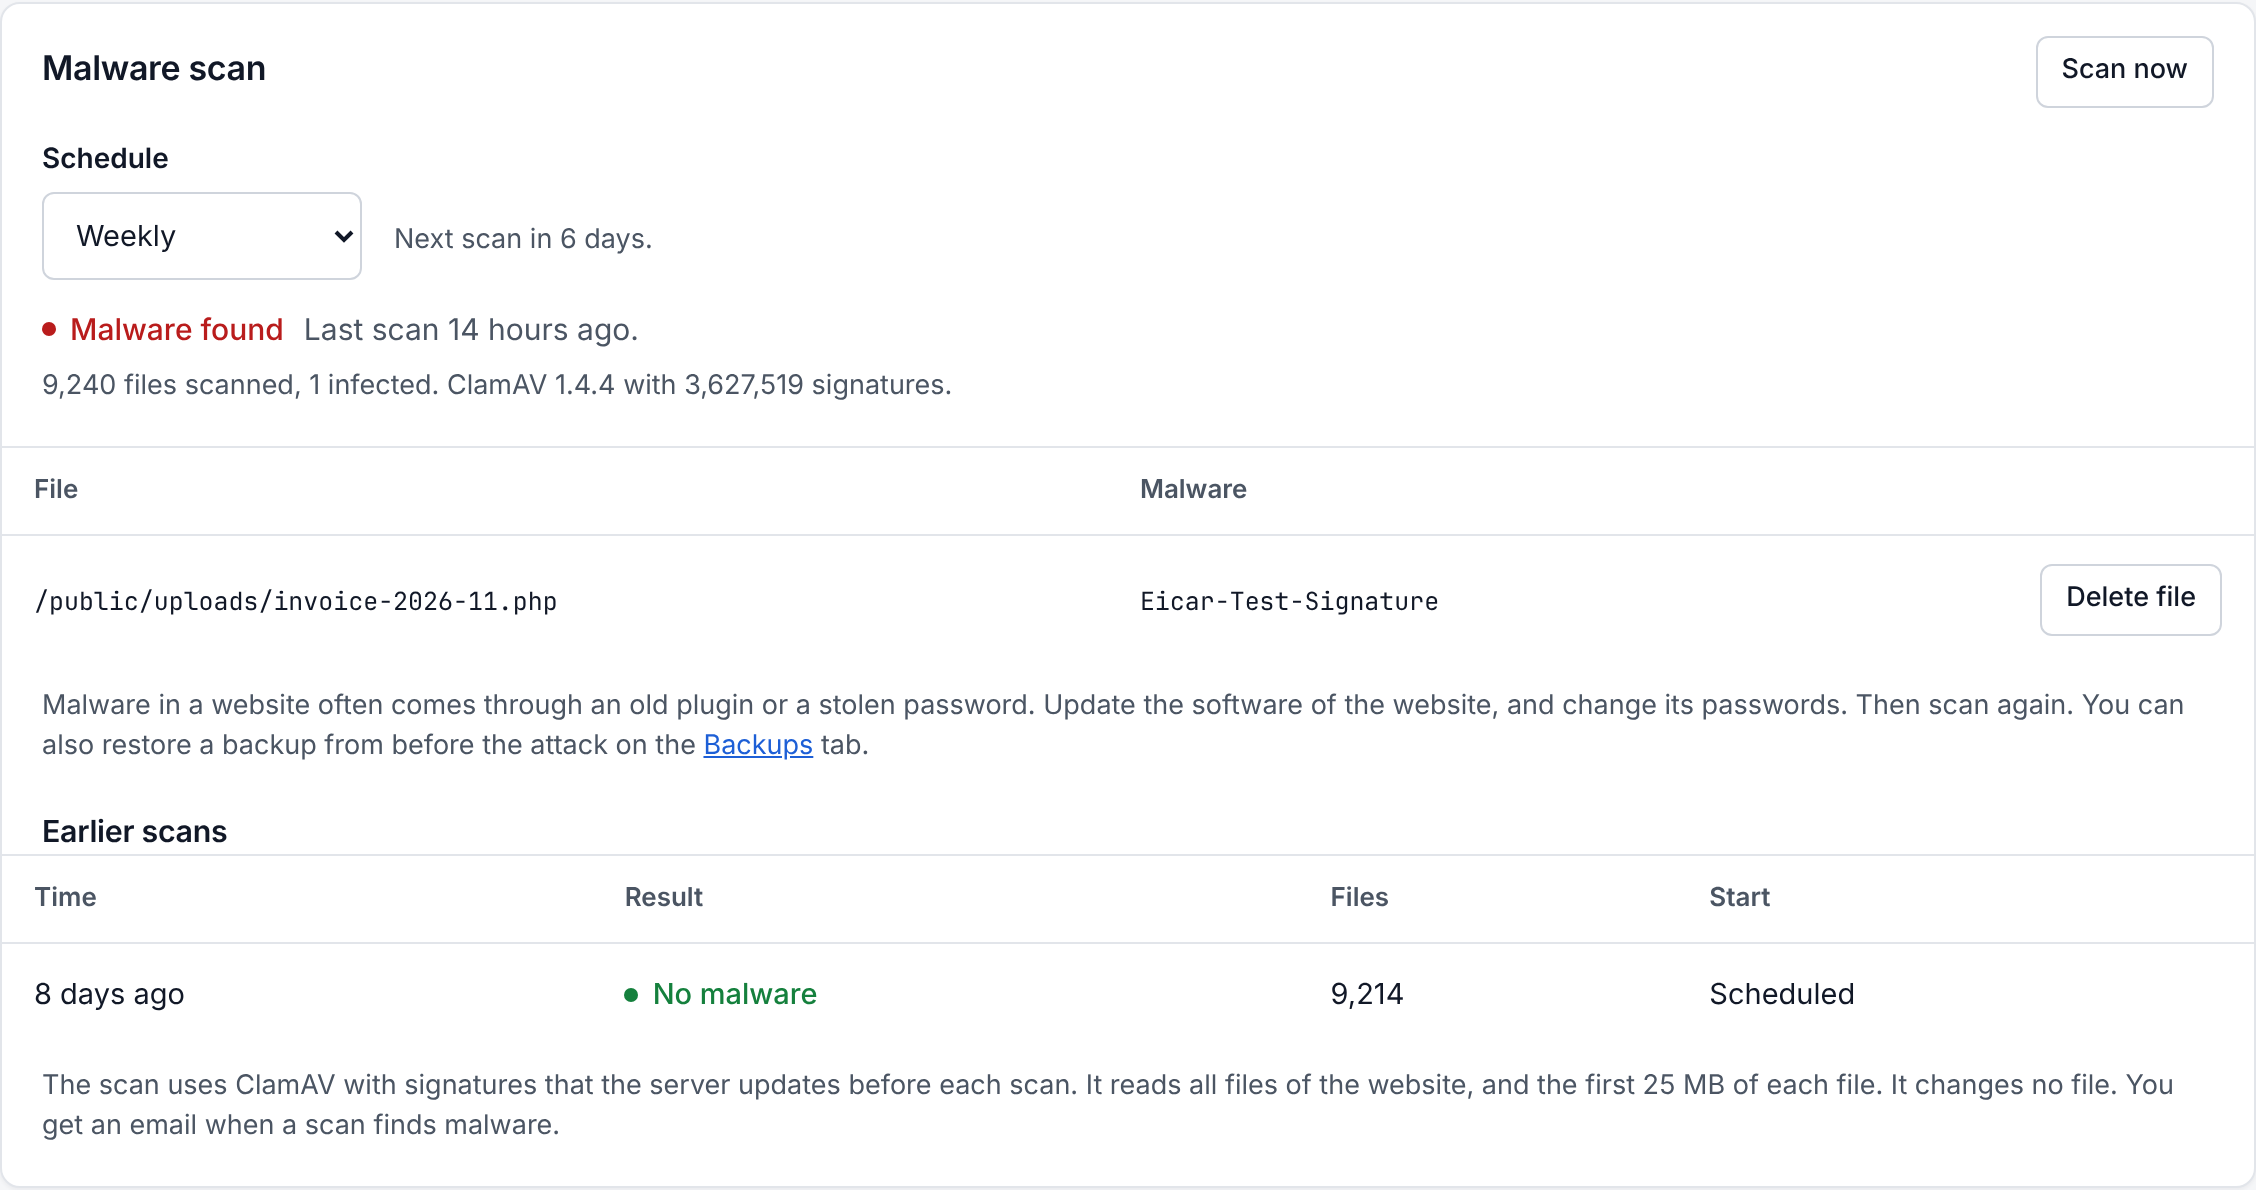 Malware scan
Scan now
Schedule
Weekly
Next scan in 6 days.
Malware found Last scan 14 hours ago.
9,240 files scanned, 1 infected. ClamAV 1.4.4 with 3,627,519 signatures.
File Malware
/public/uploads/invoice-2026-11.php Eicar-Test-Signature Delete file
Malware in a website often comes through an old plugin or a stolen password. Update the software of the website, and change its passwords. Then scan again. You can
also restore a backup from before the attack on the Backups tab.
Earlier scans
Time Result Files Start
8 days ago No malware 9,214 Scheduled
The scan uses ClamAV with signatures that the server updates before each scan. It reads all files of the website, and the first 25 MB of each file. It changes no file. You
get an email when a scan finds malware.